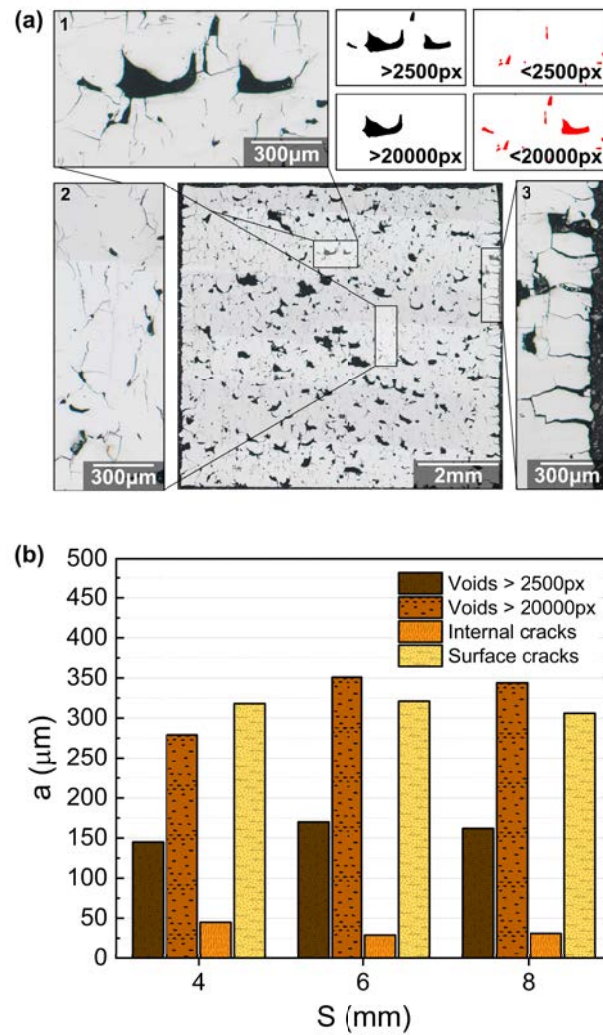 (a)
1
300µm
>2500px
<2500px
>20000px
<20000px
2
300µm
2mm
3
300µm
(b)
500
450
400
350
300
250
200
150
100
50
0
a (µm)
Voids > 2500px
Voids > 20000px
Internal cracks
Surface cracks
4 6 8
S (mm)